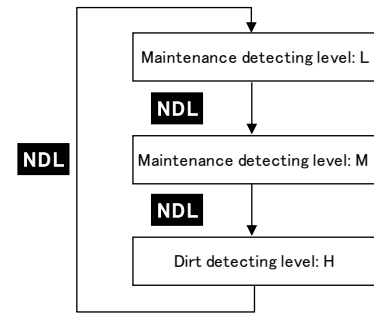 Maintenance detecting level: L
NDL
Maintenance detecting level: M
NDL
NDL
Dirt detecting level: H